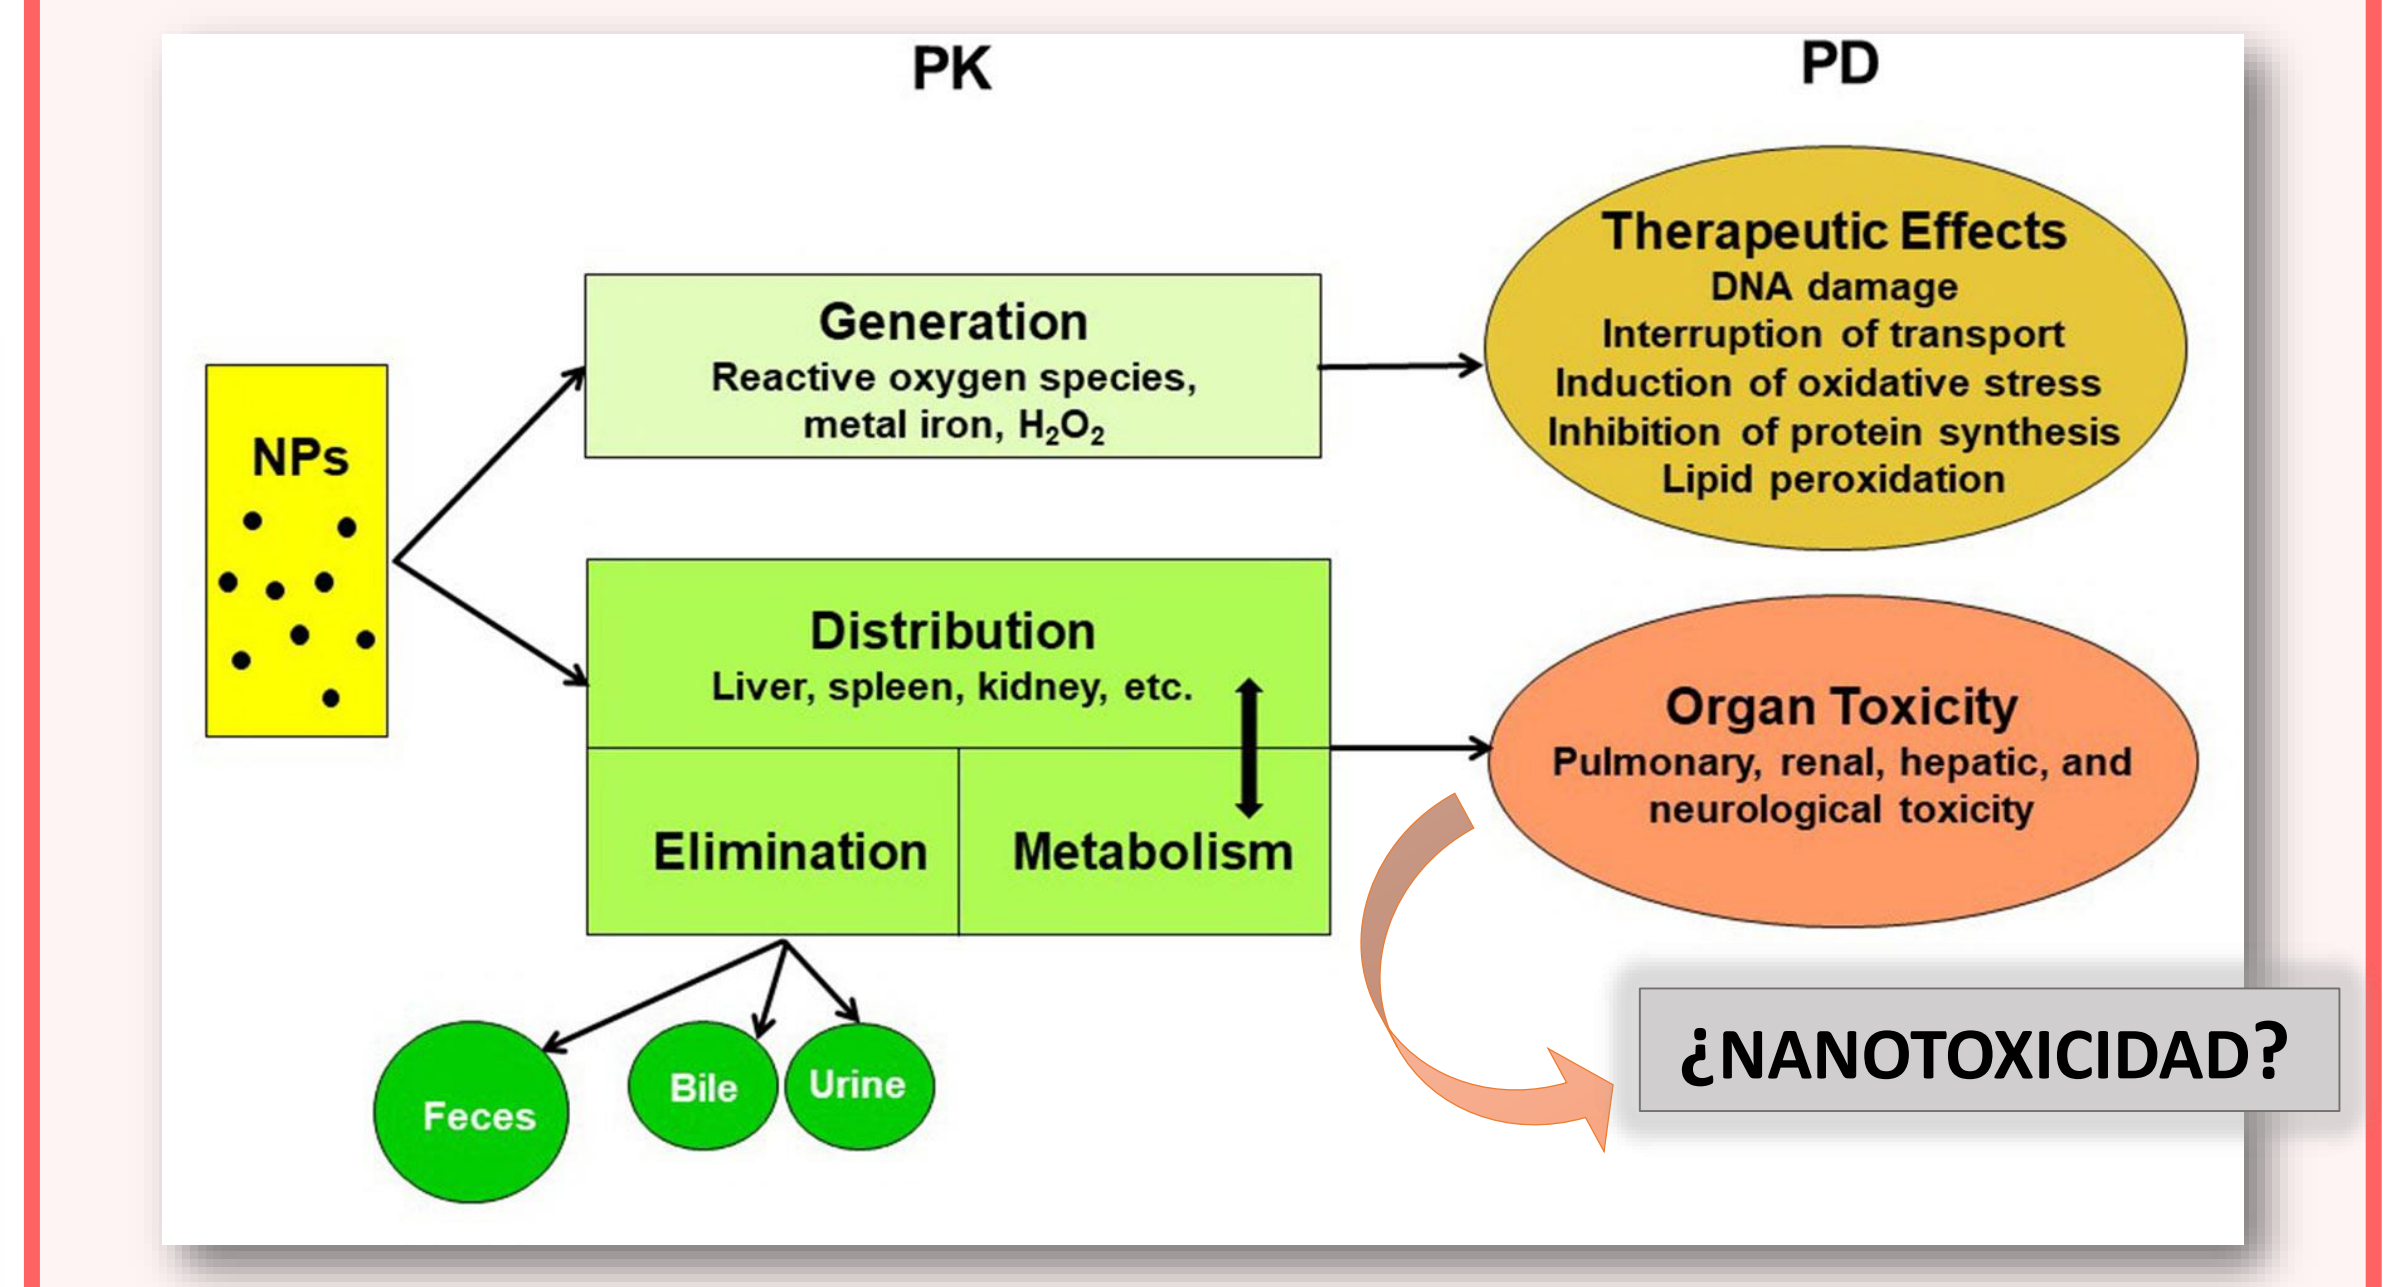 PK
PD
NPs
Generation
Reactive oxygen species,
metal iron, H₂O₂
Therapeutic Effects
DNA damage
Interruption of transport
Induction of oxidative stress
Inhibition of protein synthesis
Lipid peroxidation
Distribution
Liver, spleen, kidney, etc.
Elimination
Metabolism
Organ Toxicity
Pulmonary, renal, hepatic, and
neurological toxicity
Feces
Bile
Urine
¿NANOTOXICIDAD?